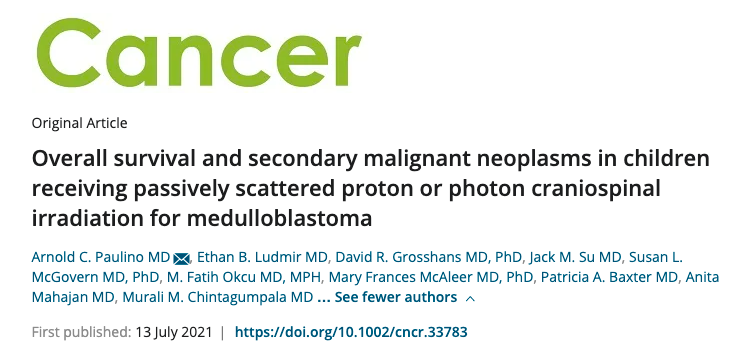 Cancer
Original Article
Overall survival and secondary malignant neoplasms in children
receiving passively scattered proton or photon craniospinal
irradiation for medulloblastoma
Arnold C. Paulino MD, Ethan B. Ludmir MD, David R. Grosshans MD, PhD, Jack M. Su MD, Susan L.
McGovern MD, PhD, M. Fatih Okcu MD, MPH, Mary Frances McAleer MD, PhD, Patricia A. Baxter MD, Anita
Mahajan MD, Murali M. Chintagumpala MD ... See fewer authors
First published: 13 July 2021 | https://doi.org/10.1002/cncr.33783